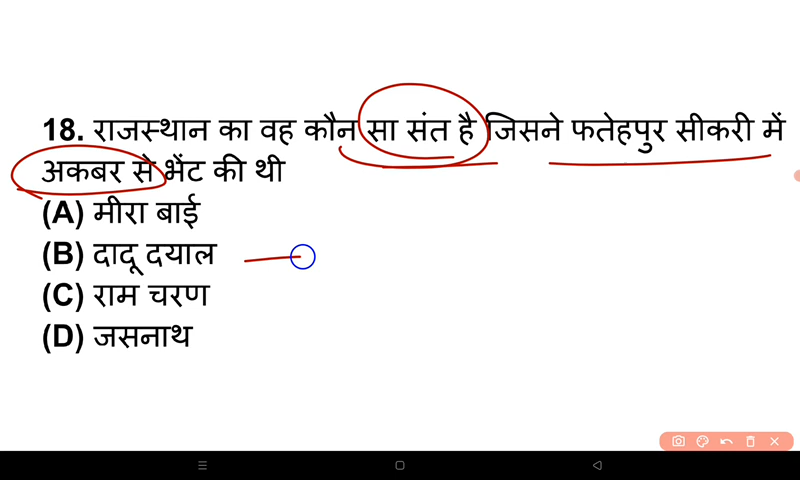 18. राजस्थान का वह कौन सा संत है जिसने फतेहपुर सीकरी में
अकबर से भेंट की थी
(A) मीरा बाई
(B) दादू दयाल
(C) राम चरण
(D) जसनाथ